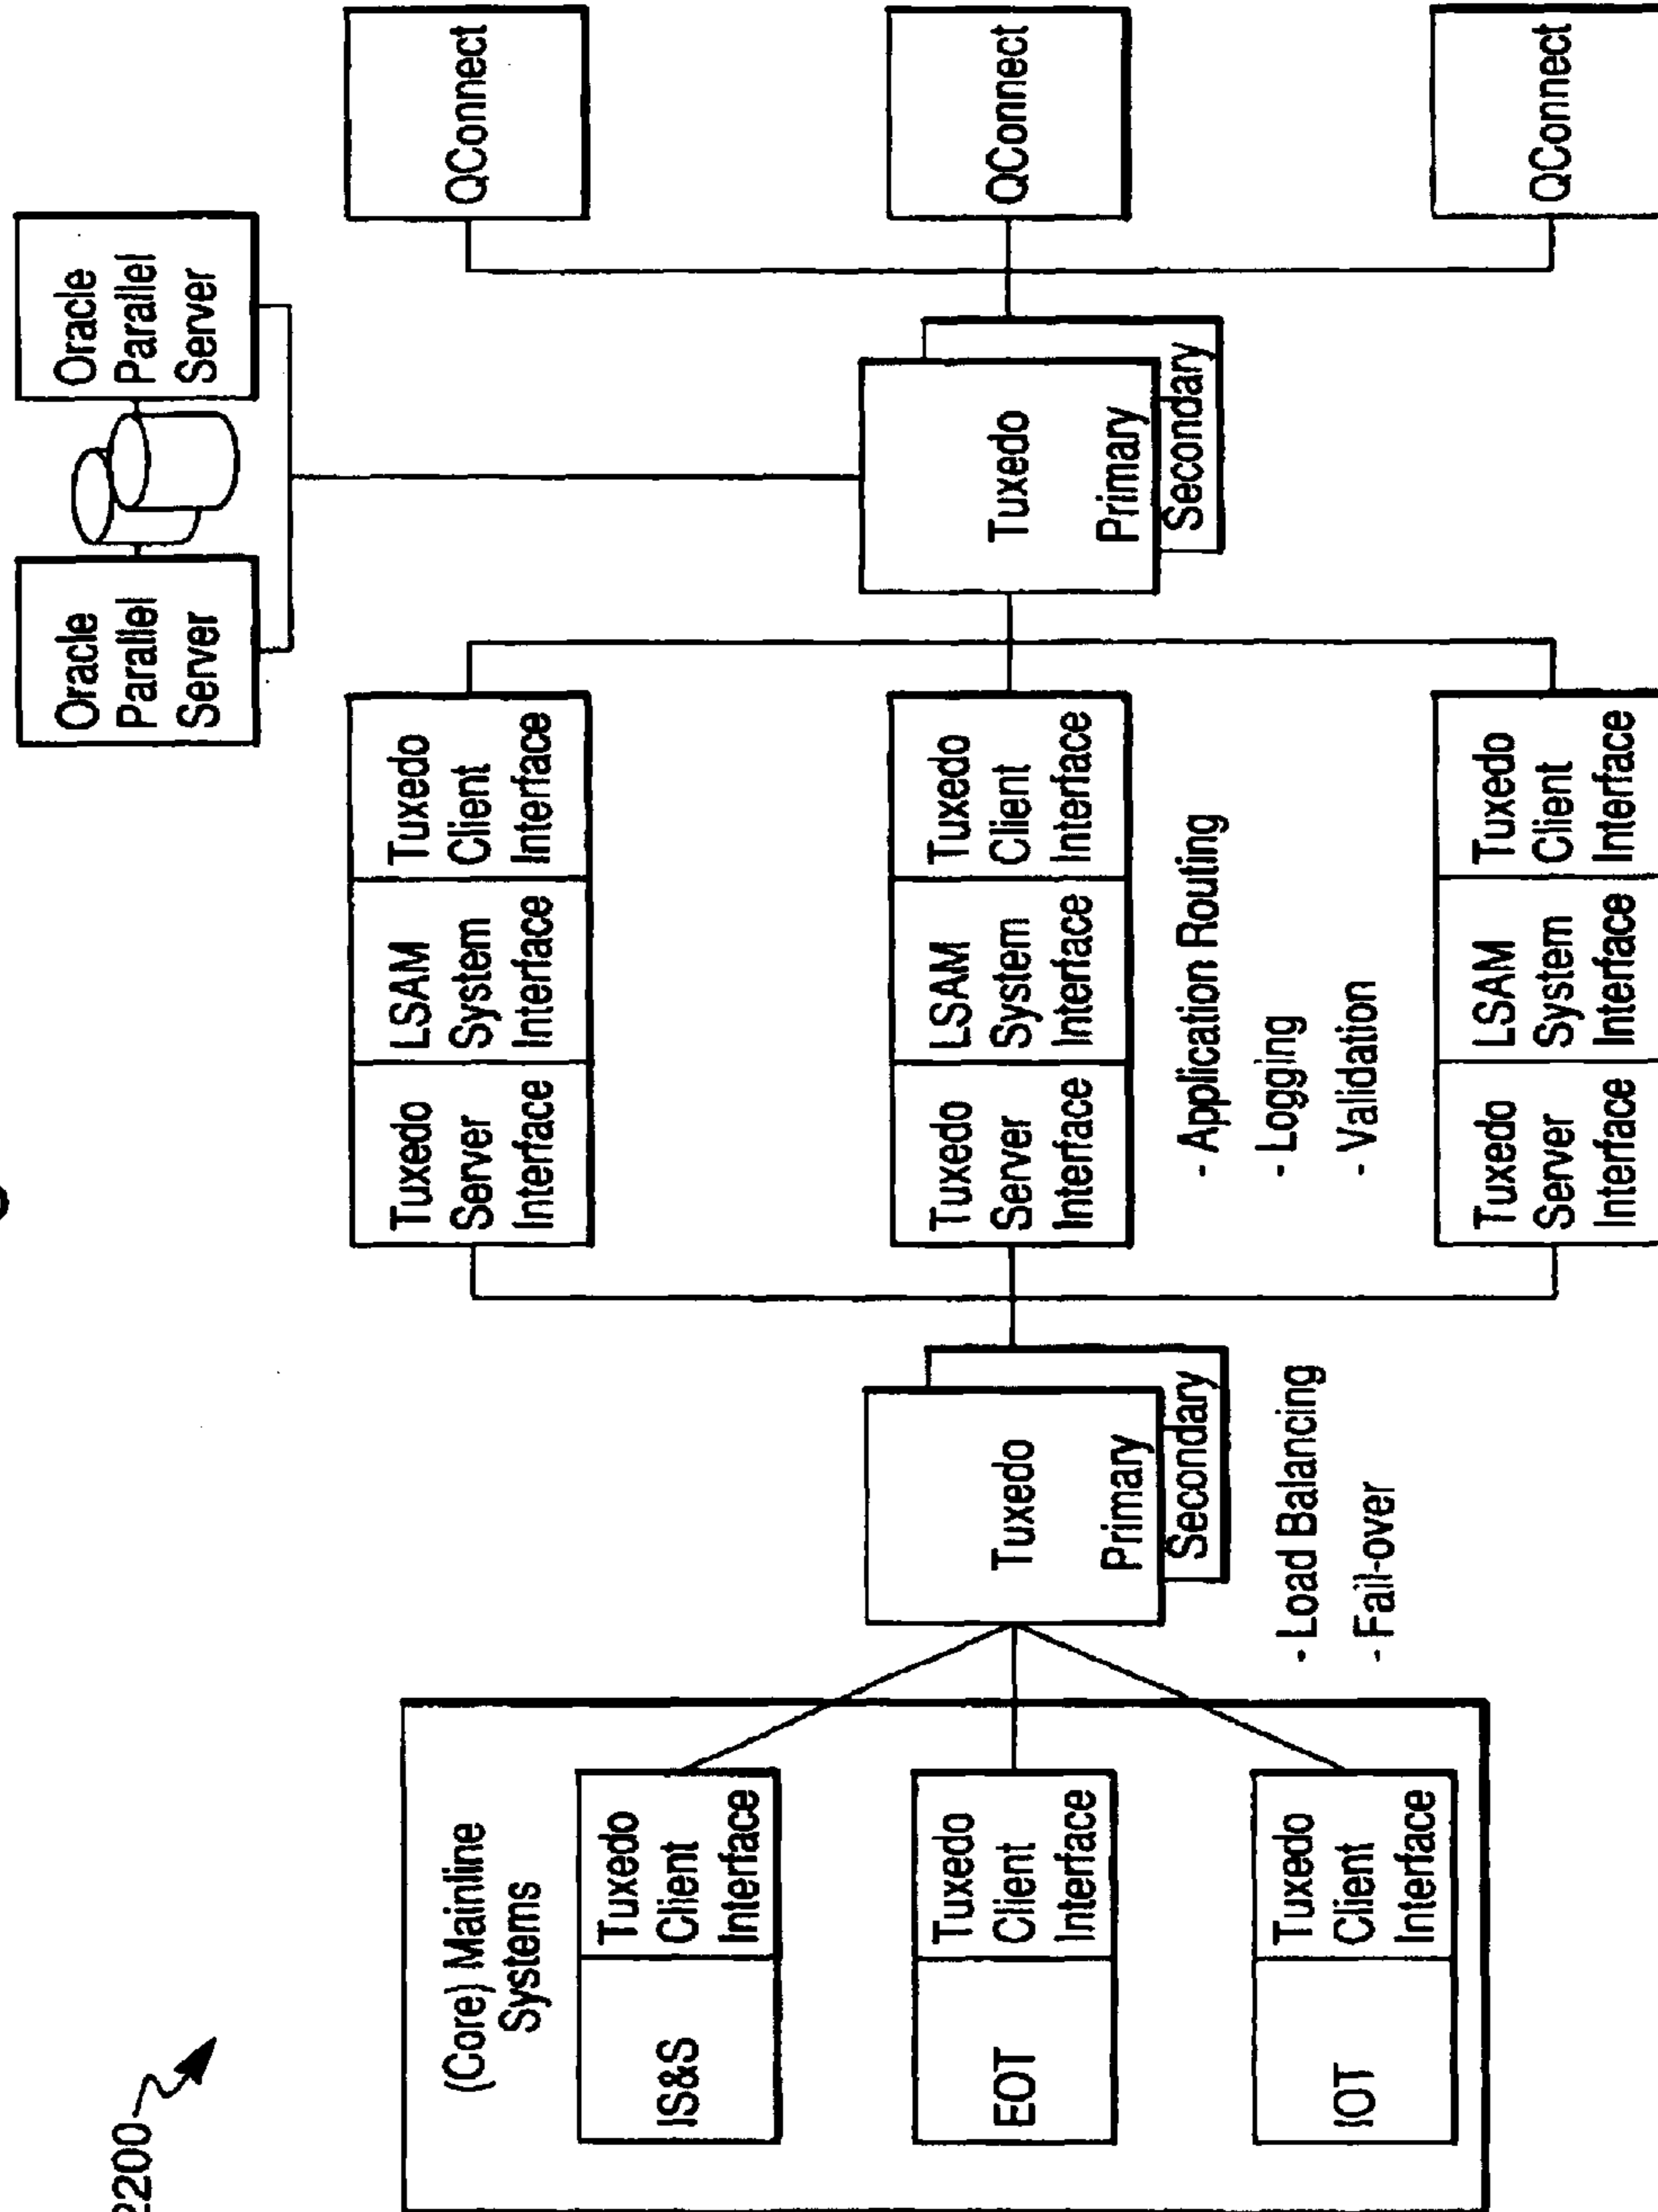 2200
(Core) Mainline
Systems
IS&S
Tuxedo
Client
Interface
EOT
Tuxedo
Client
Interface
IOT
Tuxedo
Client
Interface
Tuxedo
Primary
Secondary
- Load Balancing
- Fail-over
Tuxedo
Server
Interface
LSAM
System
Interface
Tuxedo
Client
Interface
Tuxedo
Server
Interface
LSAM
System
Interface
Tuxedo
Client
Interface
- Application Routing
- Logging
- Validation
Tuxedo
Server
Interface
LSAM
System
Interface
Tuxedo
Client
Interface
Oracle
Parallel
Server
Oracle
Parallel
Server
Tuxedo
Primary
Secondary
QConnect
QConnect
QConnect